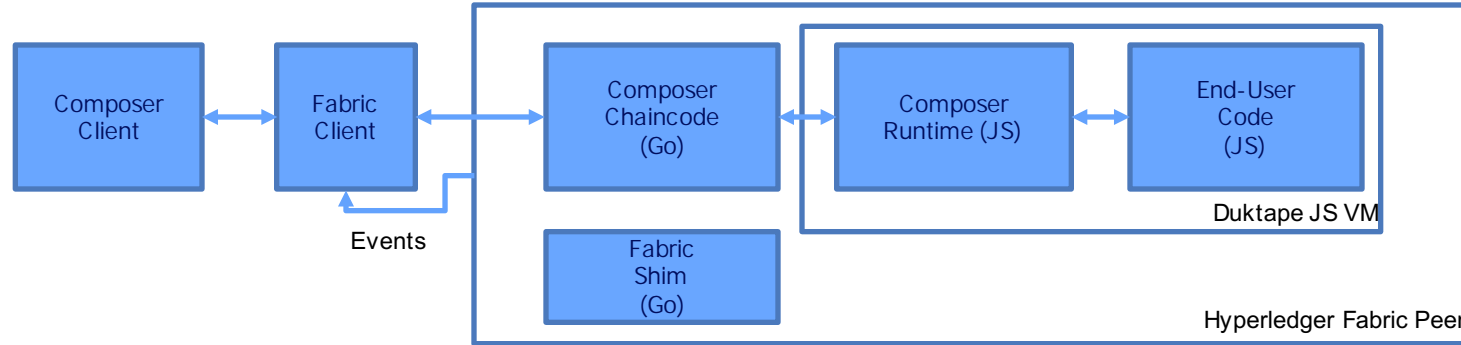 Composer
Client
Fabric
Client
Composer
Chaincode
(Go)
Composer
Runtime (JS)
End-User
Code
(JS)
Duktape JS VM
Events
Fabric
Shim
(Go)
Hyperledger Fabric Peer